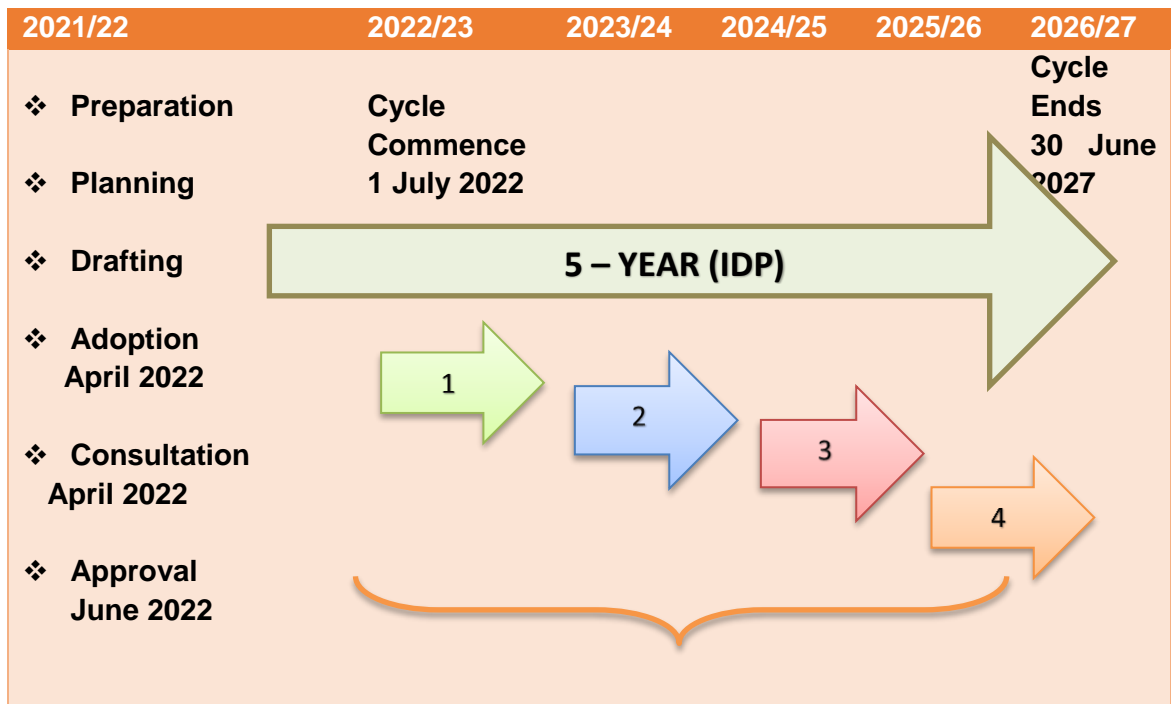 2021/22 2022/23 2023/24 2024/25 2025/26 2026/27
❖ Preparation
❖ Planning
❖ Drafting
❖ Adoption
April 2022
❖ Consultation
April 2022
❖ Approval
June 2022
Cycle
Commence
1 July 2022
Cycle
Ends
30 June
2027
5 – YEAR (IDP)
1
2
3
4